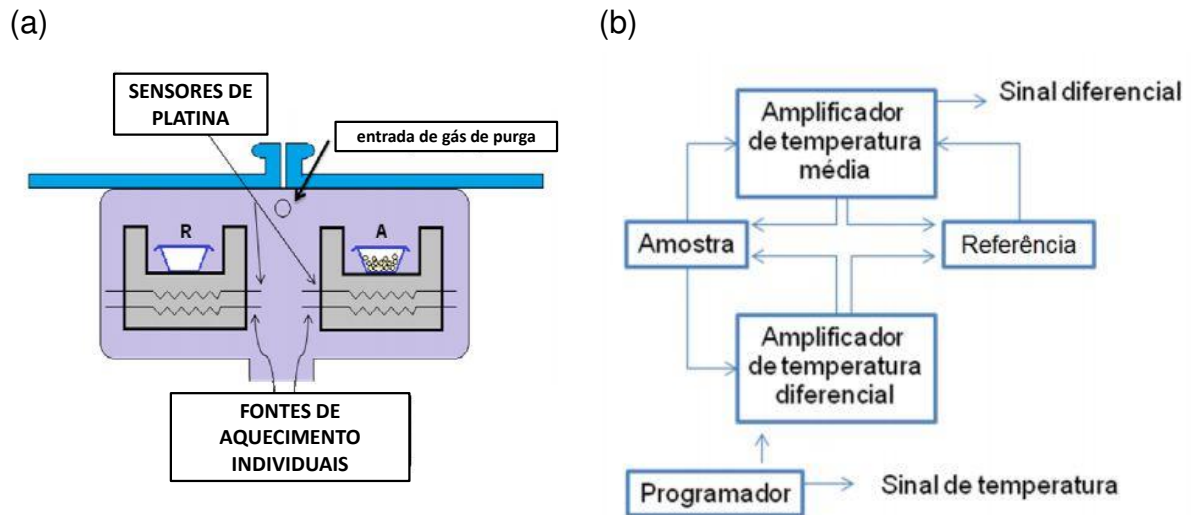 (a)
SENSORES DE
PLATINA
entrada de gás de purga
R
A
FONTES DE
AQUECIMENTO
INDIVIDUAIS
(b)
Amplificador
de temperatura
média
Sinal diferencial
Amostra
Referência
Amplificador
de temperatura
diferencial
Programador
Sinal de temperatura